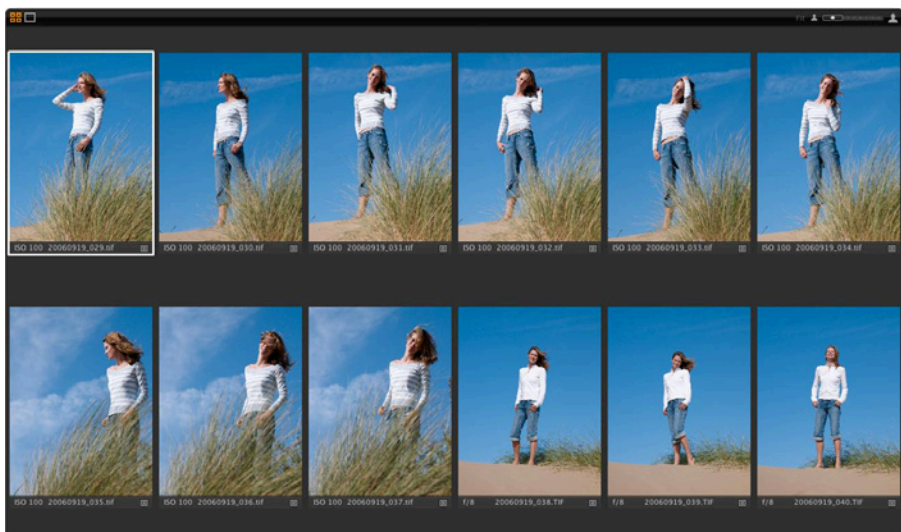 Fit
ISO 100 20060919_029.tif
ISO 100 20060919_030.tif
ISO 100 20060919_031.tif
ISO 100 20060919_032.tif
ISO 100 20060919_033.tif
ISO 100 20060919_034.tif
ISO 100 20060919_035.tif
ISO 100 20060919_036.tif
ISO 100 20060919_037.tif
f/8 20060919_038.TIF
f/8 20060919_039.TIF
f/8 20060919_040.TIF